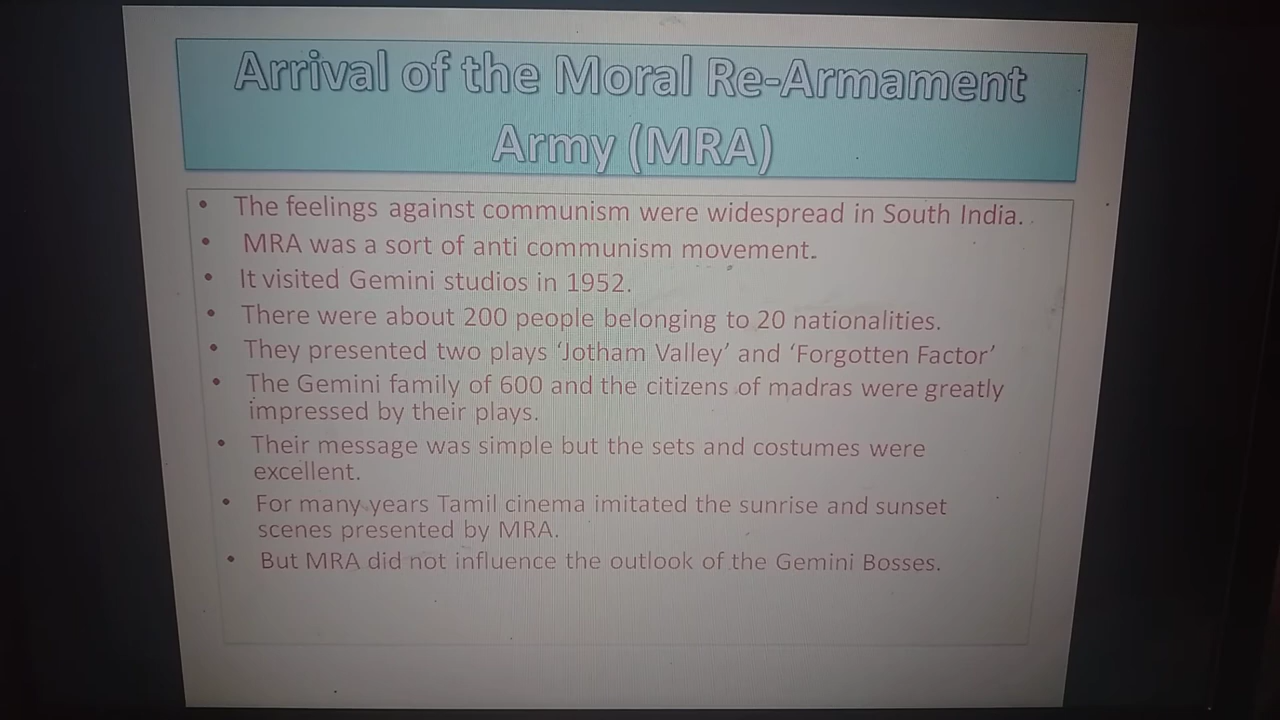 Arrival of the Moral Re-Armament
Army (MRA)
• The feelings against communism were widespread in South India.
• MRA was a sort of anti communism movement.
• It visited Gemini studios in 1952.
• There were about 200 people belonging to 20 nationalities.
• They presented two plays ‘Jotham Valley’ and ‘Forgotten Factor’
• The Gemini family of 600 and the citizens of madras were greatly
impressed by their plays.
• Their message was simple but the sets and costumes were
excellent.
• For many years Tamil cinema imitated the sunrise and sunset
scenes presented by MRA.
• But MRA did not influence the outlook of the Gemini Bosses.